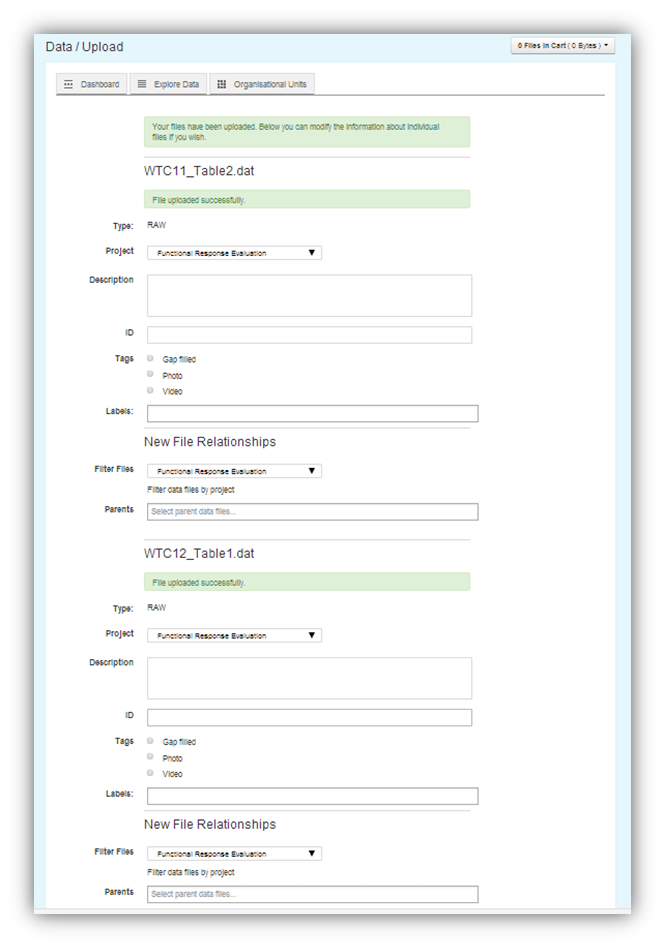 Data / Upload
0 Files in Cart ( 0 Bytes )
Dashboard
Explore Data
Organisational Units
Your files have been uploaded. Below you can modify the information about individual
files if you wish.
WTC11_Table2.dat
File uploaded successfully.
Type: RAW
Project Functional Response Evaluation
Description
ID
Tags Gap filled
Photo
Video
Labels:
New File Relationships
Filter Files Functional Response Evaluation
Filter data files by project
Parents Select parent data files...
WTC12_Table1.dat
File uploaded successfully.
Type: RAW
Project Functional Response Evaluation
Description
ID
Tags Gap filled
Photo
Video
Labels:
New File Relationships
Filter Files Functional Response Evaluation
Filter data files by project
Parents Select parent data files...